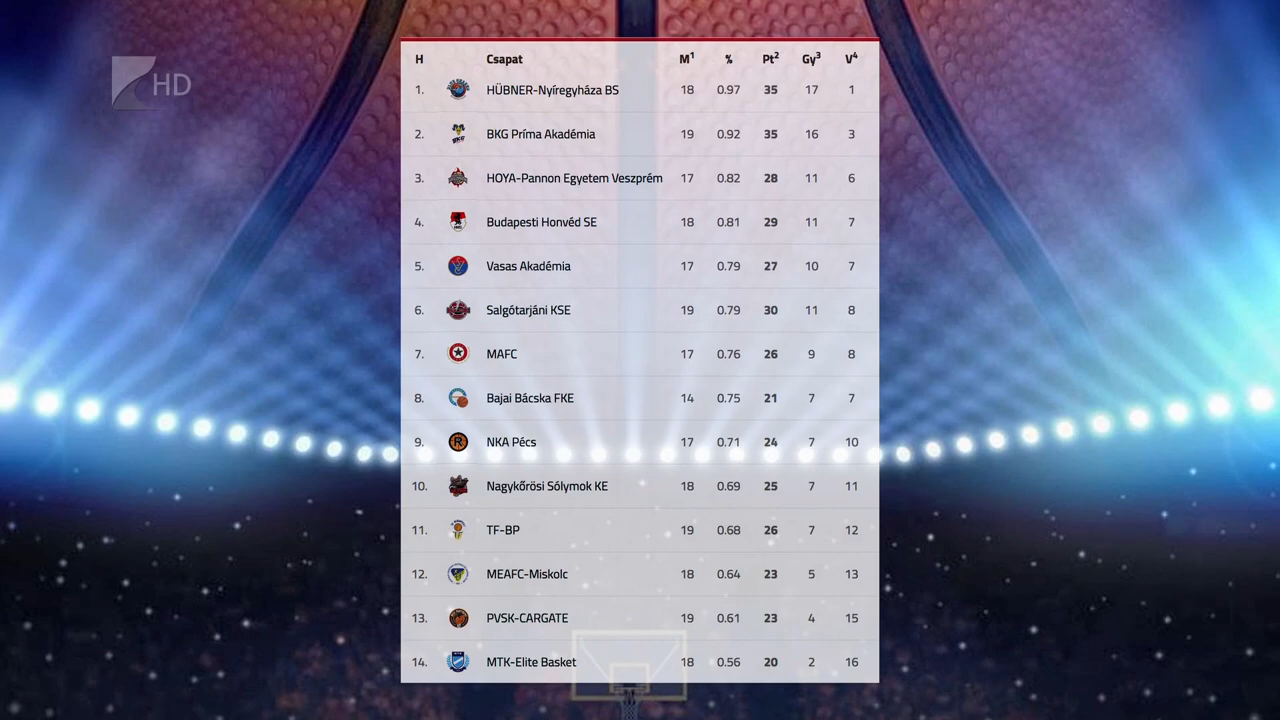 HD
H Csapat M¹ % Pt² Gy³ V⁴
1. HÜBNER-Nyíregyháza BS 18 0.97 35 17 1
2. BKG Príma Akadémia 19 0.92 35 16 3
3. HOYA-Pannon Egyetem Veszprém 17 0.82 28 11 6
4. Budapesti Honvéd SE 18 0.81 29 11 7
5. Vasas Akadémia 17 0.79 27 10 7
6. Salgótarjáni KSE 19 0.79 30 11 8
7. MAFC 17 0.76 26 9 8
8. Bajai Bácska FKE 14 0.75 21 7 7
9. NKA Pécs 17 0.71 24 7 10
10. Nagykőrösi Sólymok KE 18 0.69 25 7 11
11. TF-BP 19 0.68 26 7 12
12. MEAFC-Miskolc 18 0.64 23 5 13
13. PVSK-CARGATE 19 0.61 23 4 15
14. MTK-Elite Basket 18 0.56 20 2 16